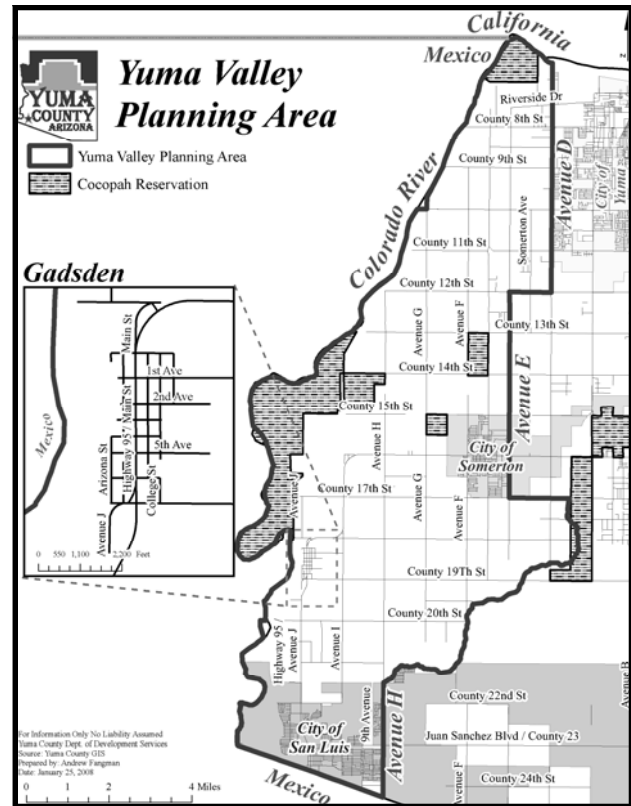 California
Mexico
Yuma Valley
Planning Area
YUMA
COUNTY
ARIZONA
Yuma Valley Planning Area
Cocopah Reservation
Colorado River
Riverside Dr
County 8th St
County 9th St
Avenue D
City of
Yuma
Somerton Ave
County 11th St
County 12th St
Avenue G
Avenue F
County 13th St
County 14th St
Avenue E
County 15th St
Avenue H
City of
Somerton
County 17th St
Avenue J
Avenue G
Avenue F
County 19Th St
County 20th St
Gadsden
Mexico
Main St
1st Ave
2nd Ave
5th Ave
Highway 95 / Main St
Arizona St
College St
Avenue J
0 550 1,100 2,200 Feet
Highway 95 /
Avenue J
Avenue I
9th Avenue
Avenue H
City of
San Luis
County 22nd St
Juan Sanchez Blvd / County 23
County 24th St
Avenue F
Avenue B
Mexico
For Information Only No Liability Assumed
Yuma County Dept. of Development Services
Source: Yuma County GIS
Prepared by: Andrew Fangman
Date: January 25, 2008
0 1 2 4 Miles